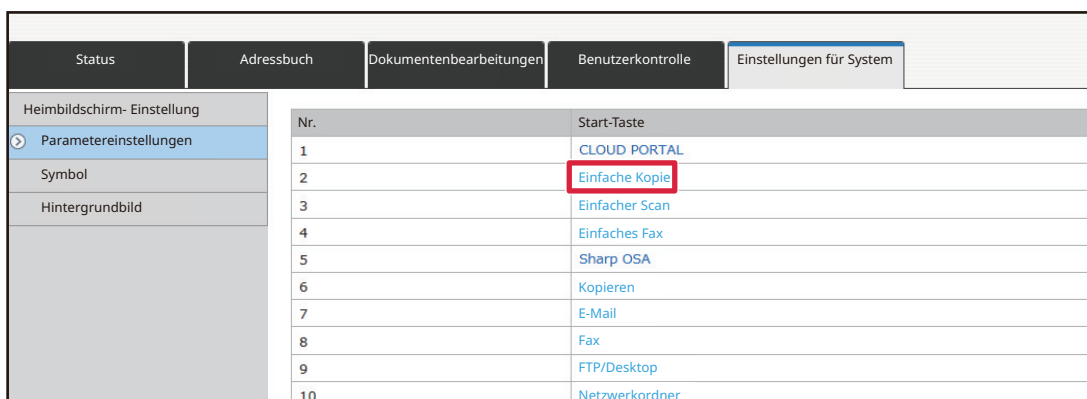 Status Adressbuch Dokumentenbearbeitungen Benutzerkontrolle Einstellungen für System
Heimbildschirm- Einstellung
Parametereinstellungen
Symbol
Hintergrundbild
Nr. Start-Taste
1 CLOUD PORTAL
2 Einfache Kopie
3 Einfacher Scan
4 Einfaches Fax
5 Sharp OSA
6 Kopieren
7 E-Mail
8 Fax
9 FTP/Desktop
10 Netzwerkordner